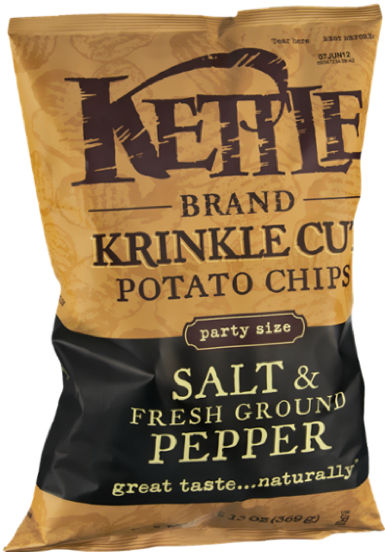 Tear here
07JUN12
KETTLE
BRAND
KRINKLE CUT
POTATO CHIPS
party size
SALT &
FRESH GROUND
PEPPER
great taste...naturally
13 oz (369g)